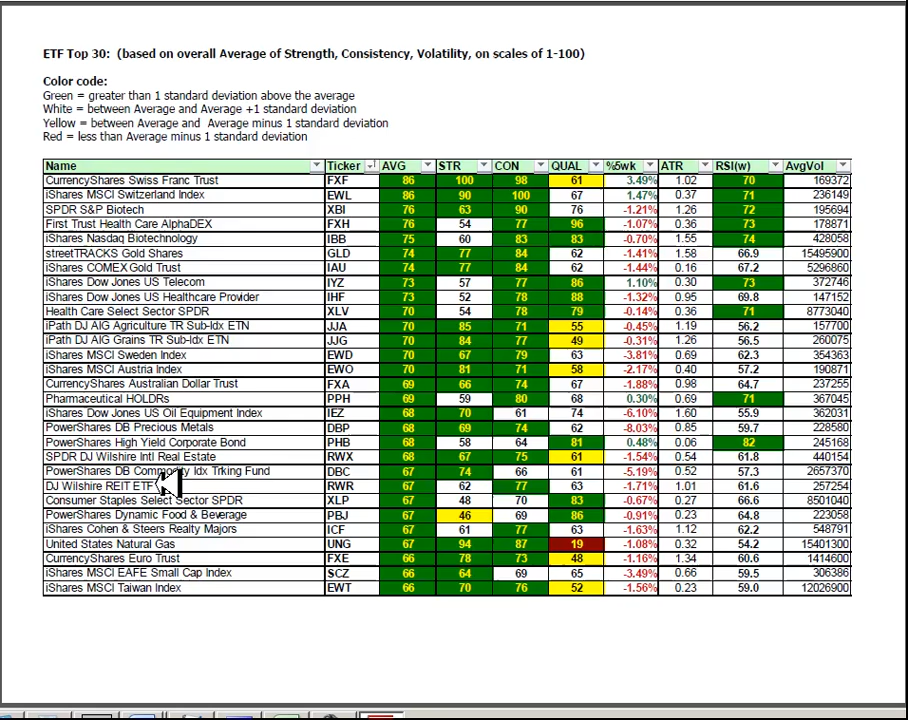 ETF Top 30: (based on overall Average of Strength, Consistency, Volatility, on scales of 1-100)
Color code:
Green = greater than 1 standard deviation above the average
White = between Average and Average +1 standard deviation
Yellow = between Average and Average minus 1 standard deviation
Red = less than Average minus 1 standard deviation
Name Ticker AVG STR CON QUAL %5wk ATR RSI(w) AvgVol
CurrencyShares Swiss Franc Trust FXF 86 100 98 61 3.49% 1.02 70 169372
iShares MSCI Switzerland Index EWL 86 90 100 67 1.47% 0.37 71 236149
SPDR S&P Biotech XBI 76 63 90 76 -1.21% 1.26 72 195694
First Trust Health Care AlphaDEX FXH 76 54 77 96 -1.07% 0.36 73 178871
iShares Nasdaq Biotechnology IBB 75 60 83 83 -0.70% 1.55 74 428058
streetTRACKS Gold Shares GLD 74 77 84 62 -1.41% 1.58 66.9 15495900
iShares COMEX Gold Trust IAU 74 77 84 62 -1.44% 0.16 67.2 5296860
iShares Dow Jones US Telecom IYZ 73 57 77 86 1.10% 0.30 73 372746
iShares Dow Jones US Healthcare Provider IHF 73 52 78 88 -1.32% 0.95 69.8 147152
Health Care Select Sector SPDR XLV 70 54 78 79 -0.14% 0.36 71 8773040
iPath DJ AIG Agriculture TR Sub-Idx ETN JJA 70 85 71 55 -0.45% 1.19 56.2 157700
iPath DJ AIG Grains TR Sub-Idx ETN JJG 70 84 77 49 -0.31% 1.26 56.5 260075
iShares MSCI Sweden Index EWD 70 67 79 63 -3.81% 0.69 62.3 354363
iShares MSCI Austria Index EWO 70 81 71 58 -2.17% 0.40 57.2 190871
CurrencyShares Australian Dollar Trust FXA 69 66 74 67 -1.88% 0.98 64.7 237255
Pharmaceutical HOLDRs PPH 69 59 80 68 0.30% 0.69 71 367045
iShares Dow Jones US Oil Equipment Index IEZ 68 70 61 74 -6.10% 1.60 55.9 362031
PowerShares DB Precious Metals DBP 68 69 74 62 -8.03% 0.85 57.9 228580
PowerShares High Yield Corporate Bond PHB 68 58 64 81 0.48% 0.06 82 245168
SPDR DJ Wilshire Intl Real Estate RWX 68 67 75 61 -1.54% 0.54 61.8 440154
PowerShares DB Commodity Idx Trking Fund DBC 67 74 66 61 -5.19% 0.52 57.3 2657370
DJ Wilshire REIT ETF RWR 67 62 77 63 -1.71% 1.01 61.6 257254
Consumer Staples Select Sector SPDR XLP 67 48 70 83 -0.67% 0.27 66.6 8501040
PowerShares Dynamic Food & Beverage PBJ 67 46 69 86 -0.91% 0.23 64.8 223058
iShares Cohen & Steers Realty Majors ICF 67 61 77 63 -1.63% 1.12 62.2 548791
United States Natural Gas UNG 67 94 87 19 -1.08% 0.32 54.2 15401300
CurrencyShares Euro Trust FXE 66 78 73 48 -1.16% 1.34 60.6 1414600
iShares MSCI EAFE Small Cap Index SCZ 66 64 69 65 -3.49% 0.66 59.5 306386
iShares MSCI Taiwan Index EWT 66 70 76 52 -1.56% 0.23 59.0 12026900